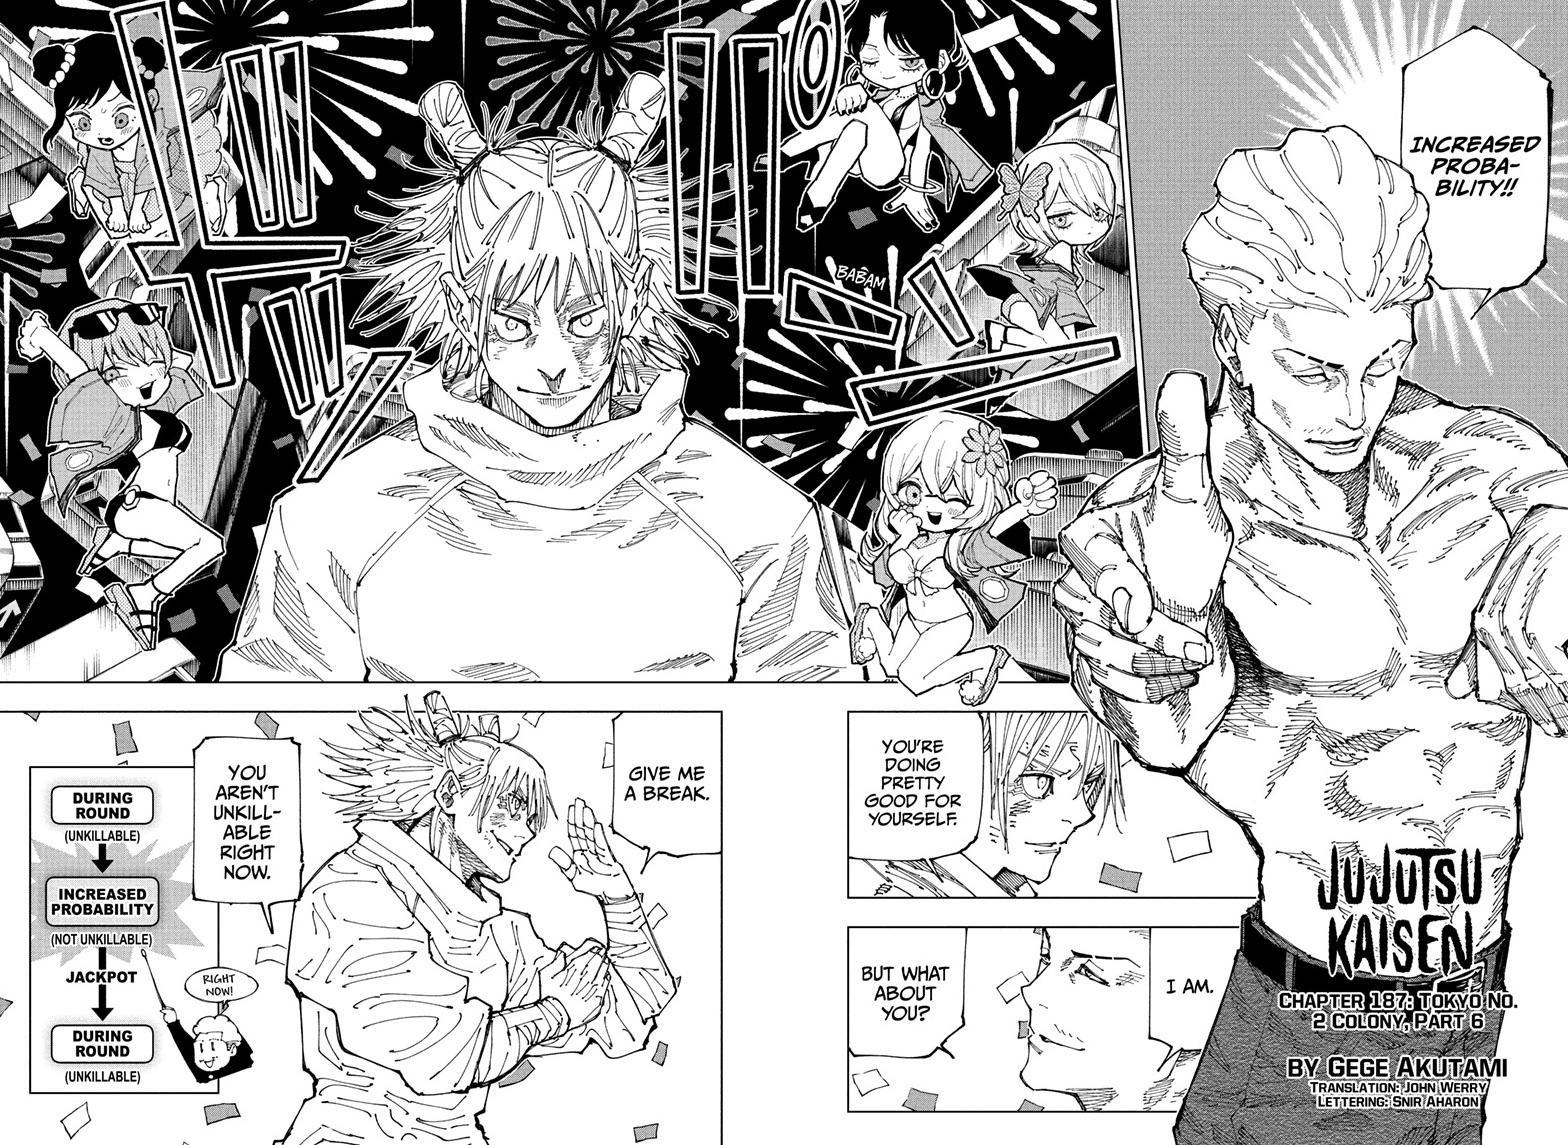 INCREASED
PROBA-
BILITY!!
BABAM
YOU'RE
DOING
PRETTY
GOOD FOR
YOURSELF.
I AM.
BUT WHAT
ABOUT
YOU?
JUJUTSU
KAISEN
CHAPTER 187: TOKYO NO.
2 COLONY, PART 6
BY GEGE AKUTAMI
TRANSLATION: JOHN WERRY
LETTERING: SNIR AHARON
GIVE ME
A BREAK.
YOU
AREN'T
UNKILL-
ABLE
RIGHT
NOW.
DURING
ROUND
(UNKILLABLE)
INCREASED
PROBABILITY
(NOT UNKILLABLE)
JACKPOT
RIGHT
NOW!
DURING
ROUND
(UNKILLABLE)